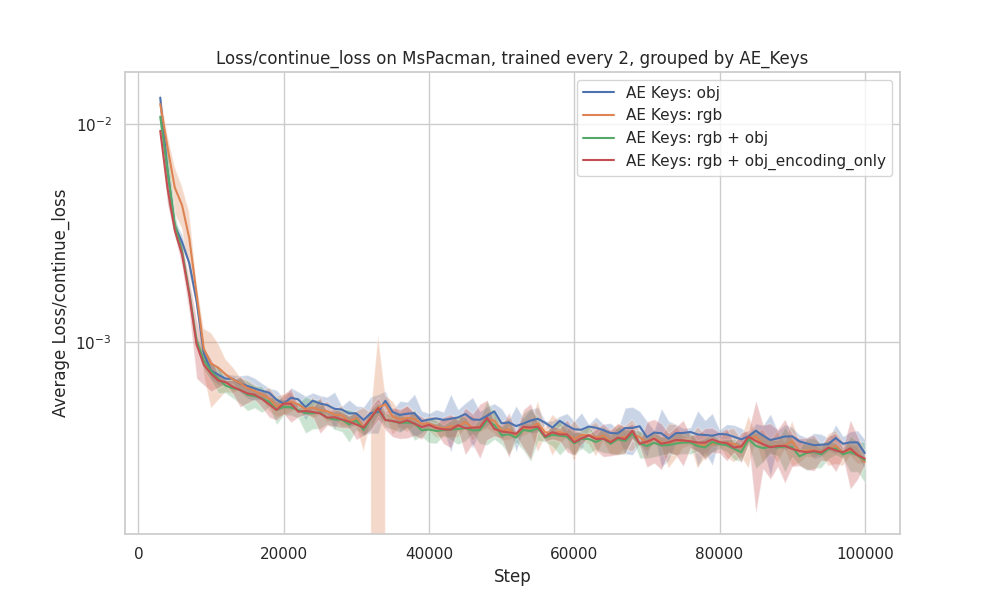 Loss/continue_loss on MsPacman, trained every 2, grouped by AE_Keys
AE Keys: obj
AE Keys: rgb
AE Keys: rgb + obj
AE Keys: rgb + obj_encoding_only
Average Loss/continue_loss
10⁻²
10⁻³
0 20000 40000 60000 80000 100000
Step